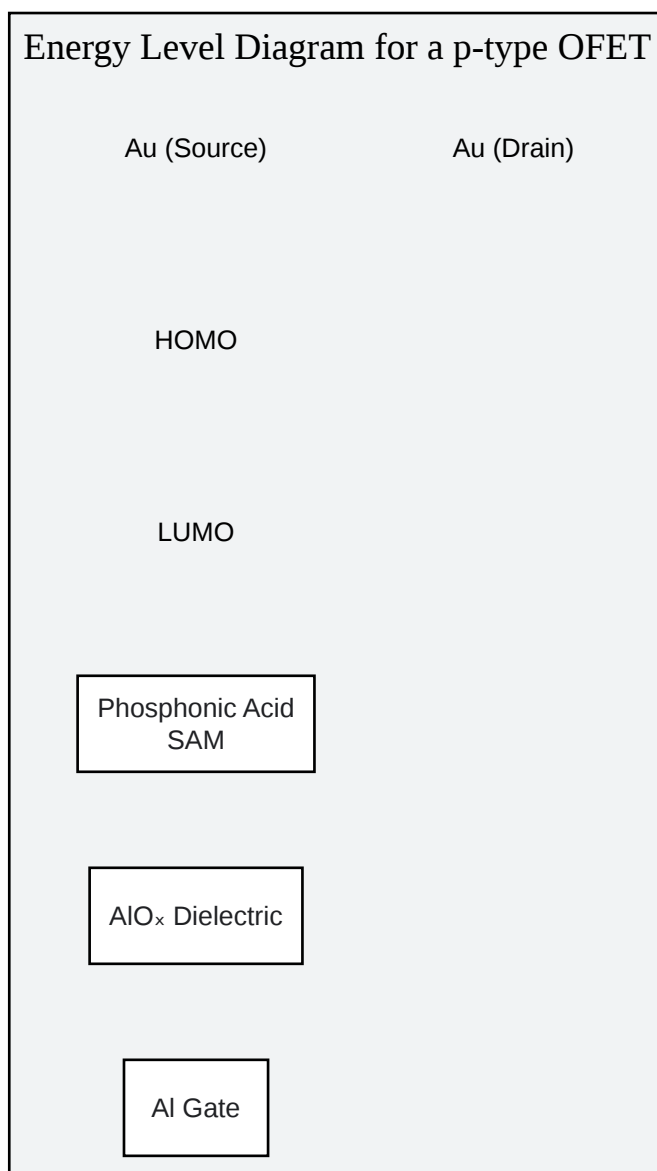 Energy Level Diagram for a p-type OFET
Au (Source)
Au (Drain)
HOMO
LUMO
Phosphonic Acid
SAM
AlOₓ Dielectric
Al Gate